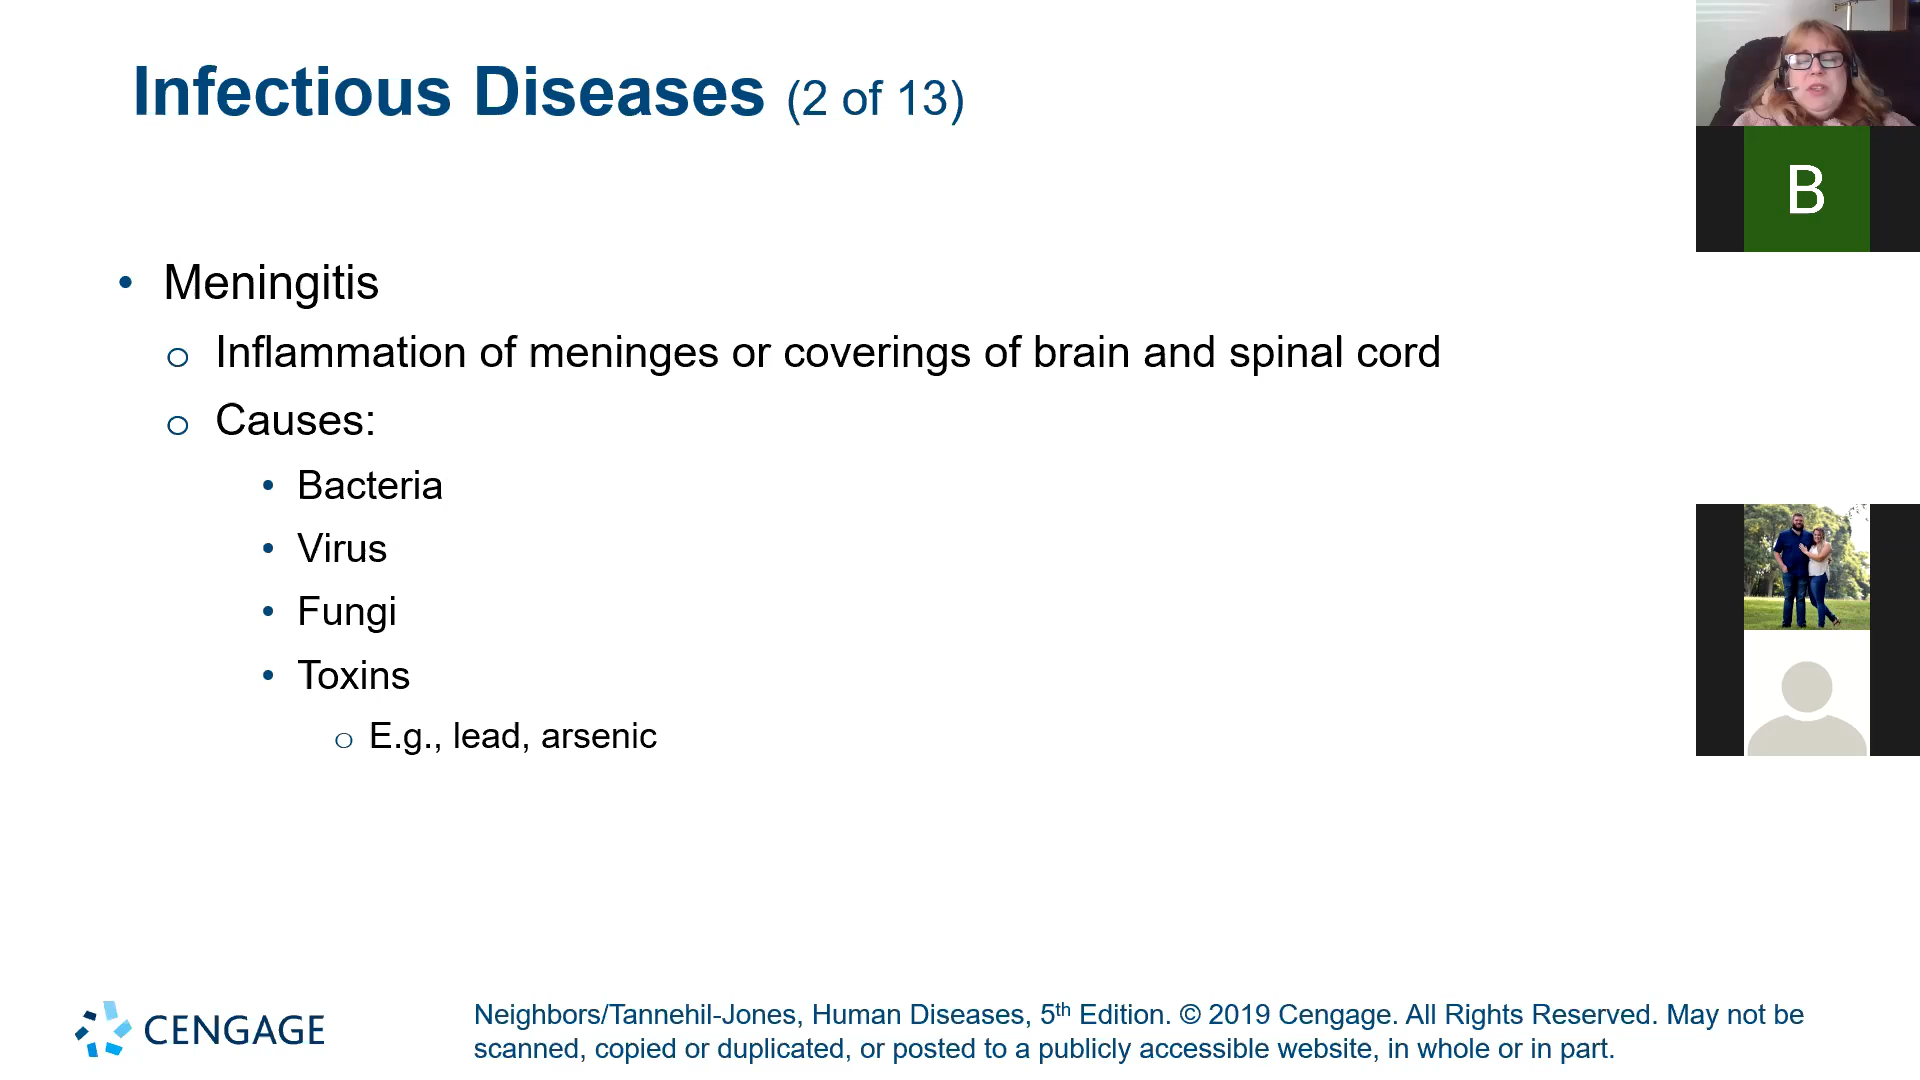 Infectious Diseases (2 of 13)
B
• Meningitis
o Inflammation of meninges or coverings of brain and spinal cord
o Causes:
• Bacteria
• Virus
• Fungi
• Toxins
o E.g., lead, arsenic
CENGAGE
Neighbors/Tannehil-Jones, Human Diseases, 5th Edition. © 2019 Cengage. All Rights Reserved. May not be
scanned, copied or duplicated, or posted to a publicly accessible website, in whole or in part.